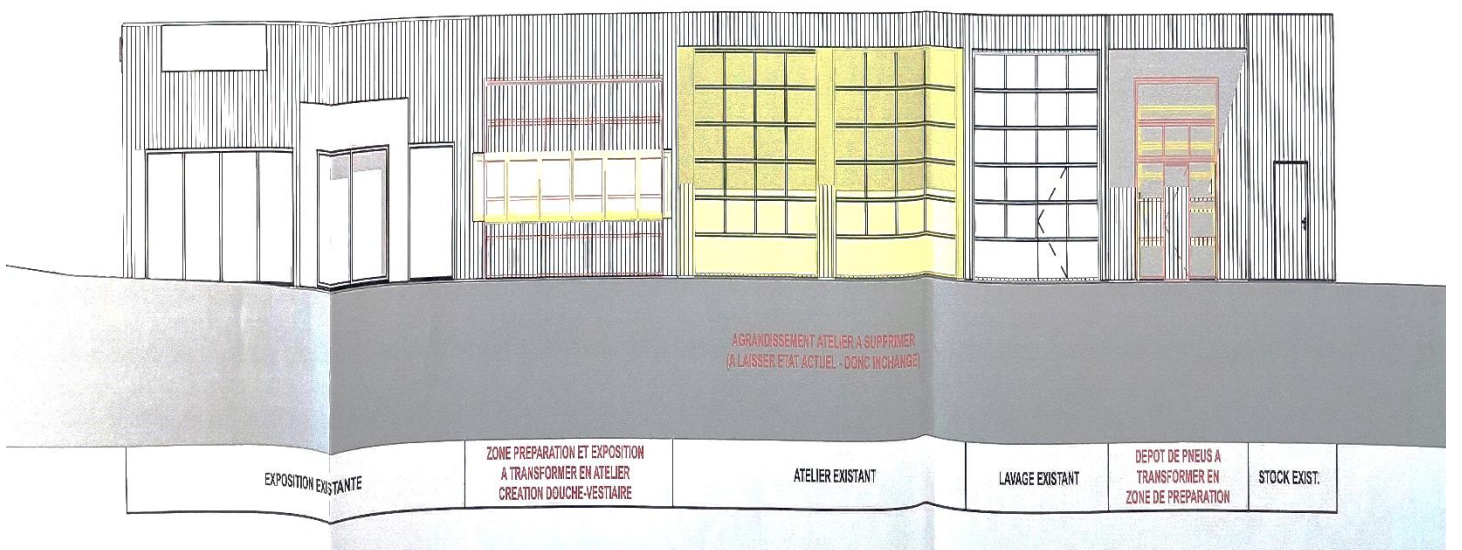 AGRANDISSEMENT ATELIER A SUPPRIMER
(A LAISSER ETAT ACTUEL - DONC INCHANGE)
EXPOSITION EXISTANTE
ZONE PREPARATION ET EXPOSITION
A TRANSFORMER EN ATELIER
CREATION DOUCHE-VESTIAIRE
ATELIER EXISTANT
LAVAGE EXISTANT
DEPOT DE PNEUS A
TRANSFORMER EN
ZONE DE PREPARATION
STOCK EXIST.